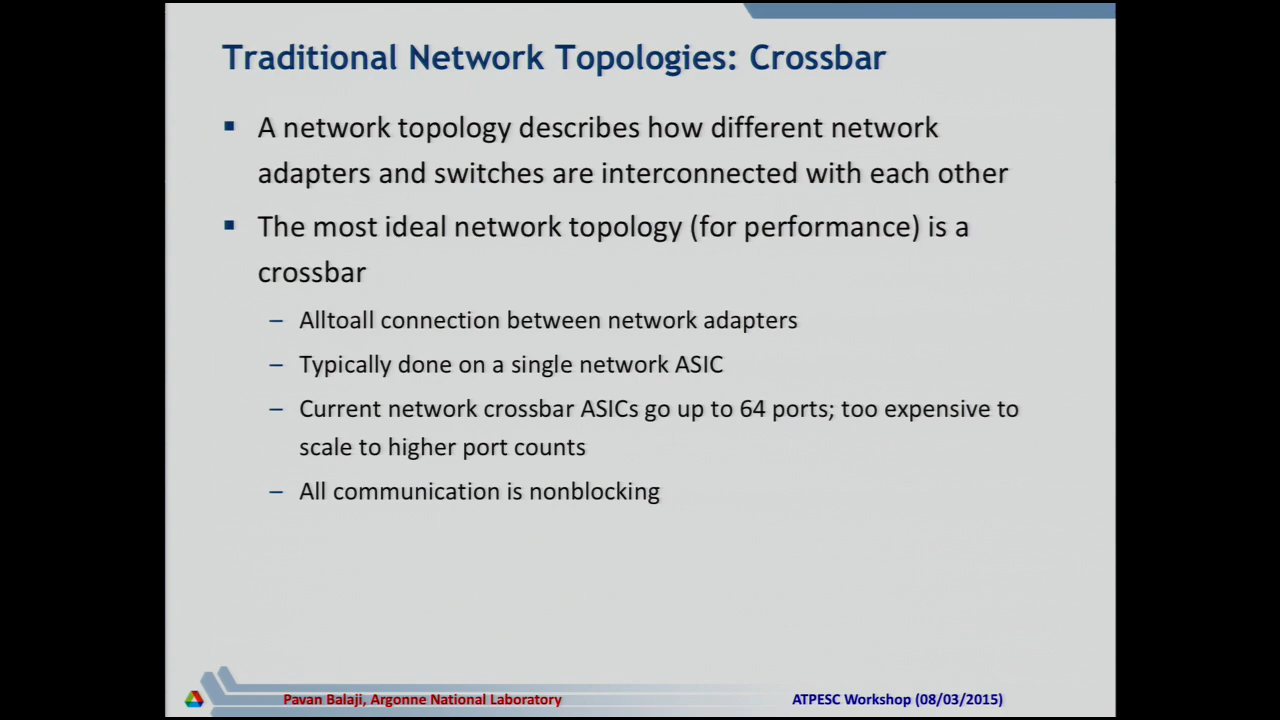 Traditional Network Topologies: Crossbar
▪ A network topology describes how different network
adapters and switches are interconnected with each other
▪ The most ideal network topology (for performance) is a
crossbar
– Alltoall connection between network adapters
– Typically done on a single network ASIC
– Current network crossbar ASICs go up to 64 ports; too expensive to
scale to higher port counts
– All communication is nonblocking
Pavan Balaji, Argonne National Laboratory
ATPESC Workshop (08/03/2015)